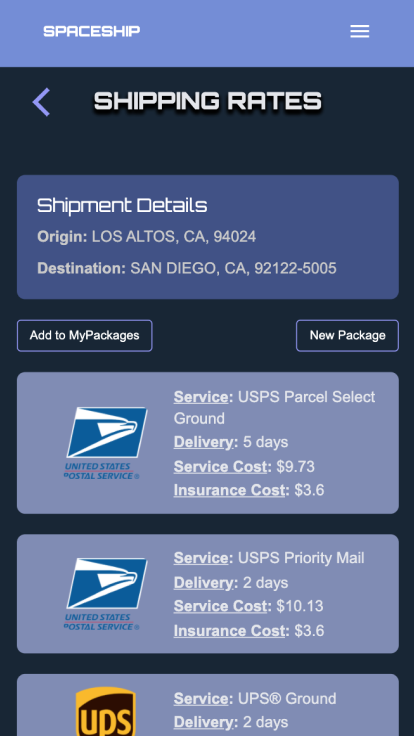 SPACESHIP
SHIPPING RATES
Shipment Details
Origin: LOS ALTOS, CA, 94024
Destination: SAN DIEGO, CA, 92122-5005
Add to MyPackages
New Package
UNITED STATES
POSTAL SERVICE®
Service: USPS Parcel Select
Ground
Delivery: 5 days
Service Cost: $9.73
Insurance Cost: $3.6
UNITED STATES
POSTAL SERVICE®
Service: USPS Priority Mail
Delivery: 2 days
Service Cost: $10.13
Insurance Cost: $3.6
ups
Service: UPS® Ground
Delivery: 2 days